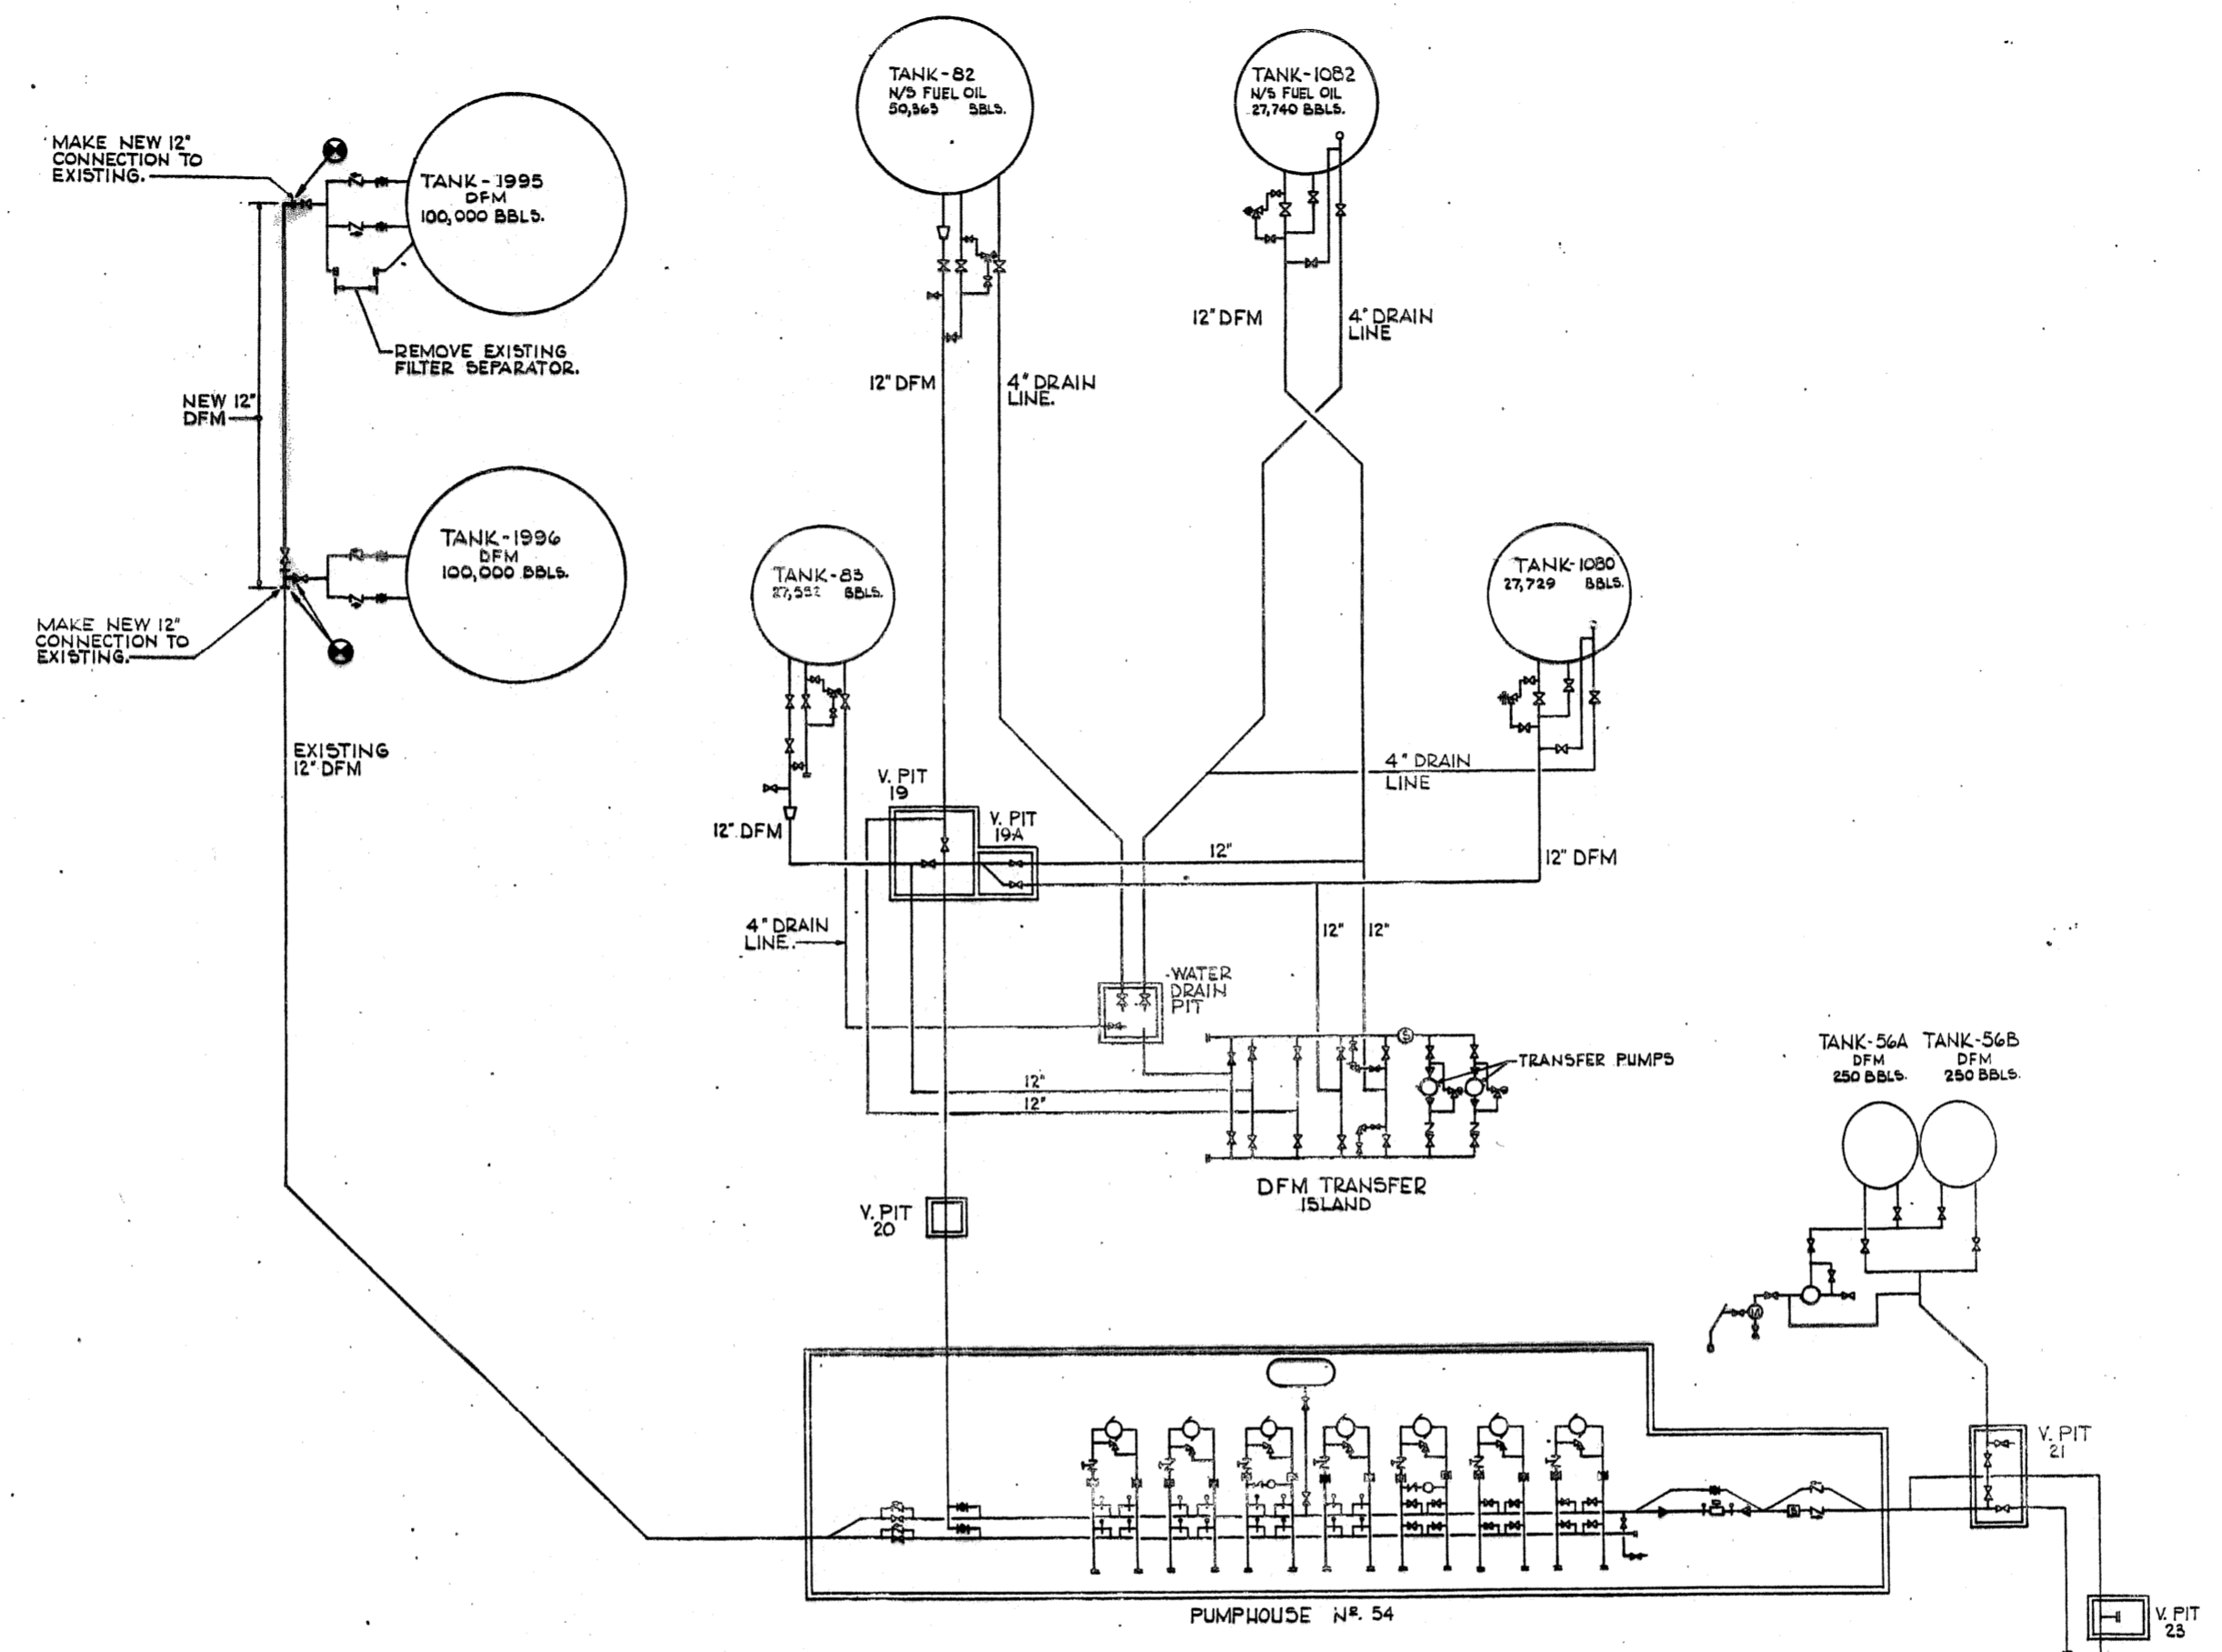 MAKE NEW 12"
CONNECTION TO
EXISTING.
TANK-1995
DFM
100,000 BBLS.
REMOVE EXISTING
FILTER SEPARATOR.
NEW 12"
DFM
TANK-1996
DFM
100,000 BBLS.
MAKE NEW 12"
CONNECTION TO
EXISTING.
EXISTING
12" DFM
TANK-82
N/S FUEL OIL
BBLS.
12" DFM
4" DRAIN
LINE.
TANK-1082
N/S FUEL OIL
27,740 BBLS.
12" DFM
4" DRAIN
LINE
TANK-83
BBLS.
TANK-1080
27,729 BBLS.
V. PIT
19
V. PIT
19A
12" DFM
4" DRAIN
LINE
12"
12" DFM
4" DRAIN
LINE.
12"
12"
WATER
DRAIN
PIT
12"
12"
TRANSFER PUMPS
DFM TRANSFER
ISLAND
V. PIT
20
TANK-56A
DFM
250 BBLS.
TANK-56B
DFM
250 BBLS.
V. PIT
21
PUMPHOUSE Nº. 54
V. PIT
23